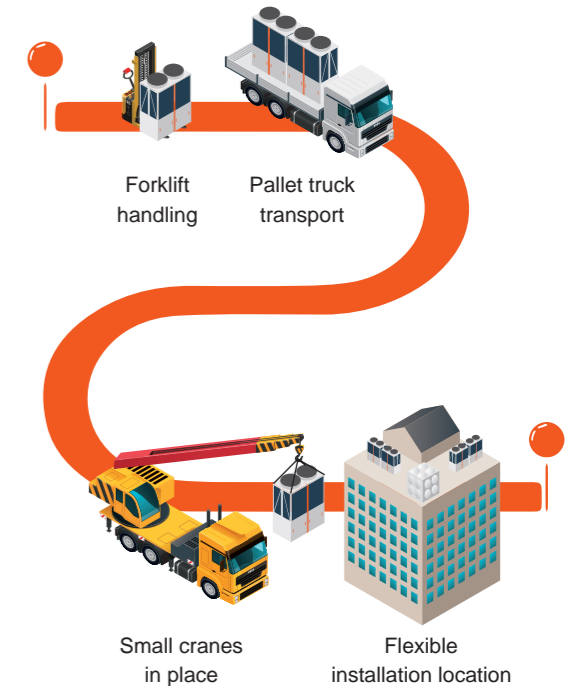 Forklift
handling
Pallet truck
transport
Small cranes
in place
Flexible
installation location